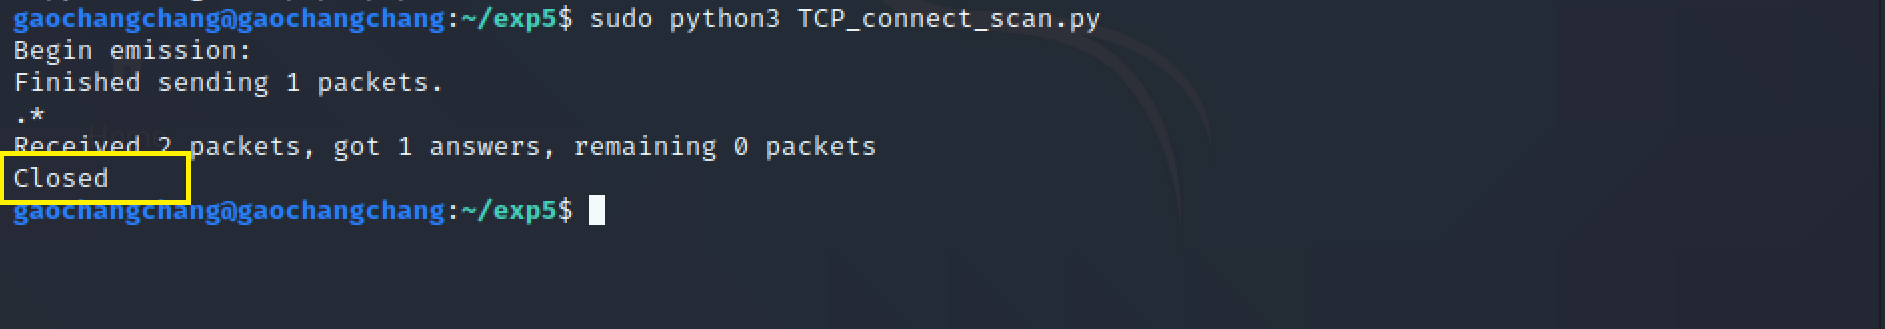 gaochangchang@gaochangchang:~/exp5$ sudo python3 TCP_connect_scan.py
Begin emission:
Finished sending 1 packets.
.*
Received 2 packets, got 1 answers, remaining 0 packets
Closed
gaochangchang@gaochangchang:~/exp5$